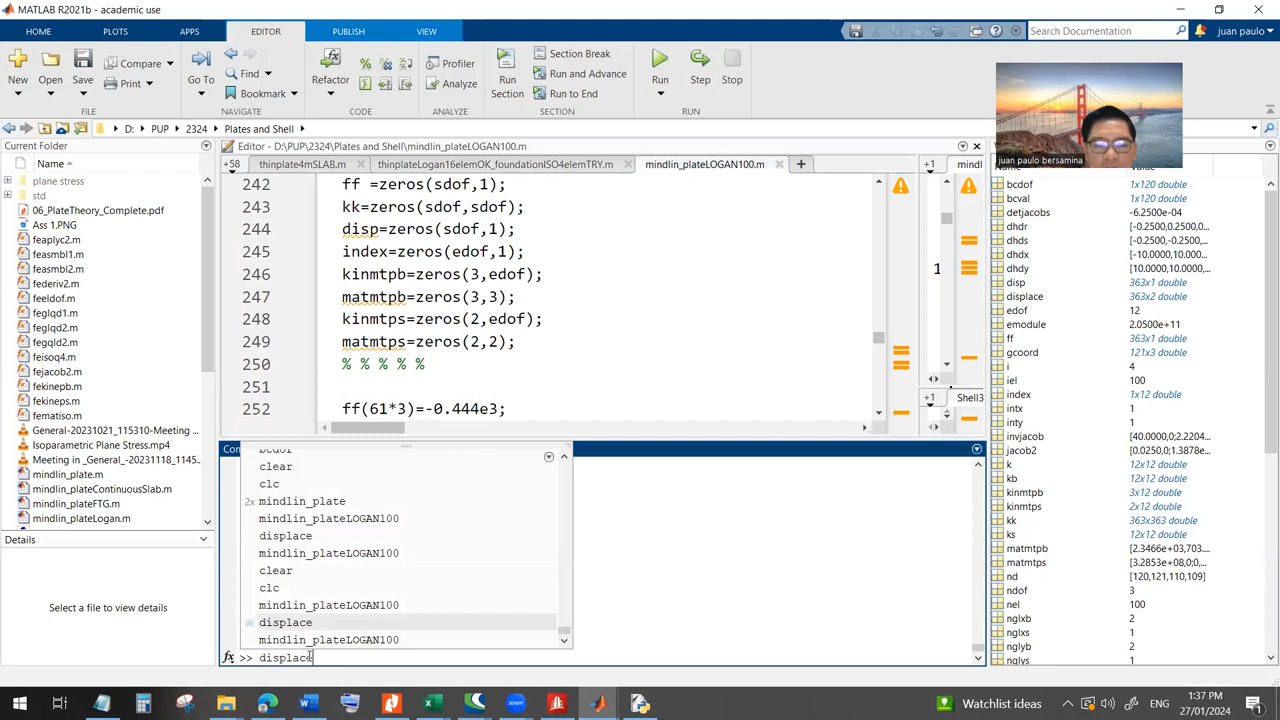 MATLAB R2021b - academic use
HOME
PLOTS
APPS
EDITOR
PUBLISH
VIEW
Search Documentation
juan paulo
New
Open
Save
Compare
Print
Go To
Find
Bookmark
Refactor
Profiler
Analyze
Run Section
Section Break
Run and Advance
Run to End
Run
Step
Stop
FILE
NAVIGATE
CODE
ANALYZE
SECTION
RUN
D: PUP 2324 Plates and Shell
juan paulo bersamina
Current Folder
Name
plane stress
std
06_PlateTheory_Complete.pdf
Ass 1.PNG
feaplyc2.m
feasmbl1.m
feasmbl2.m
federiv2.m
feeldof.m
feglqd1.m
feglqd2.m
fegqld2.m
feisoq4.m
fejacob2.m
fekinepb.m
fekineps.m
fematiso.m
General-20231021_115310-Meeting ...
Isoparametric Plane Stress.mp4
Meeting in _General_-20231118_1145...
mindlin_plate.m
mindlin_plateContinuousSlab.m
mindlin_plateFTG.m
mindlin_plateLogan.m
Details
Select a file to view details
Editor - D:\PUP\2324\Plates and Shell\mindlin_plateLOGAN100.m
+58
thinplate4mSLAB.m
thinplateLogan16elemOK_foundationISO4elemTRY.m
mindlin_plateLOGAN100.m
+1
mindl
242 ff =zeros(sdof,1);
243 kk=zeros(sdof,sdof);
244 disp=zeros(sdof,1);
245 index=zeros(edof,1);
246 kinmtpb=zeros(3,edof);
247 matmtpb=zeros(3,3);
248 kinmtps=zeros(2,edof);
249 matmtps=zeros(2,2);
250 % % % % %
251
252 ff(61*3)=-0.444e3;
1
+1
Shell3
Con
clear
clc
2x mindlin_plate
mindlin_plateLOGAN100
displace
mindlin_plateLOGAN100
clear
clc
mindlin_plateLOGAN100
displace
mindlin_plateLOGAN100
fx >> displace
bcdof 1x120 double
bcval 1x120 double
detjacobs -6.2500e-04
dhdr [-0.2500,0.2500,0...
dhds [-0.2500,-0.2500,...
dhdx [-10.0000,10.000...
dhdy [10.0000,10.0000,...
disp 363x1 double
displace 363x2 double
edof 12
emodule 2.0500e+11
ff 363x1 double
gcoord 121x3 double
i 4
iel 100
index 1x12 double
intx 1
inty 1
invjacob [40.0000,0;2.2204...
jacob2 [0.0250,0;1.3878e...
k 12x12 double
kb 12x12 double
kinmtpb 3x12 double
kinmtps 2x12 double
kk 363x363 double
ks 12x12 double
matmtpb [2.3466e+03,703....
matmtps [3.2853e+08,0;0,...
nd [120,121,110,109]
ndof 3
nel 100
nglxb 2
nglxs 1
nglyb 2
nglys 1
Watchlist ideas
ENG
1:37 PM
27/01/2024